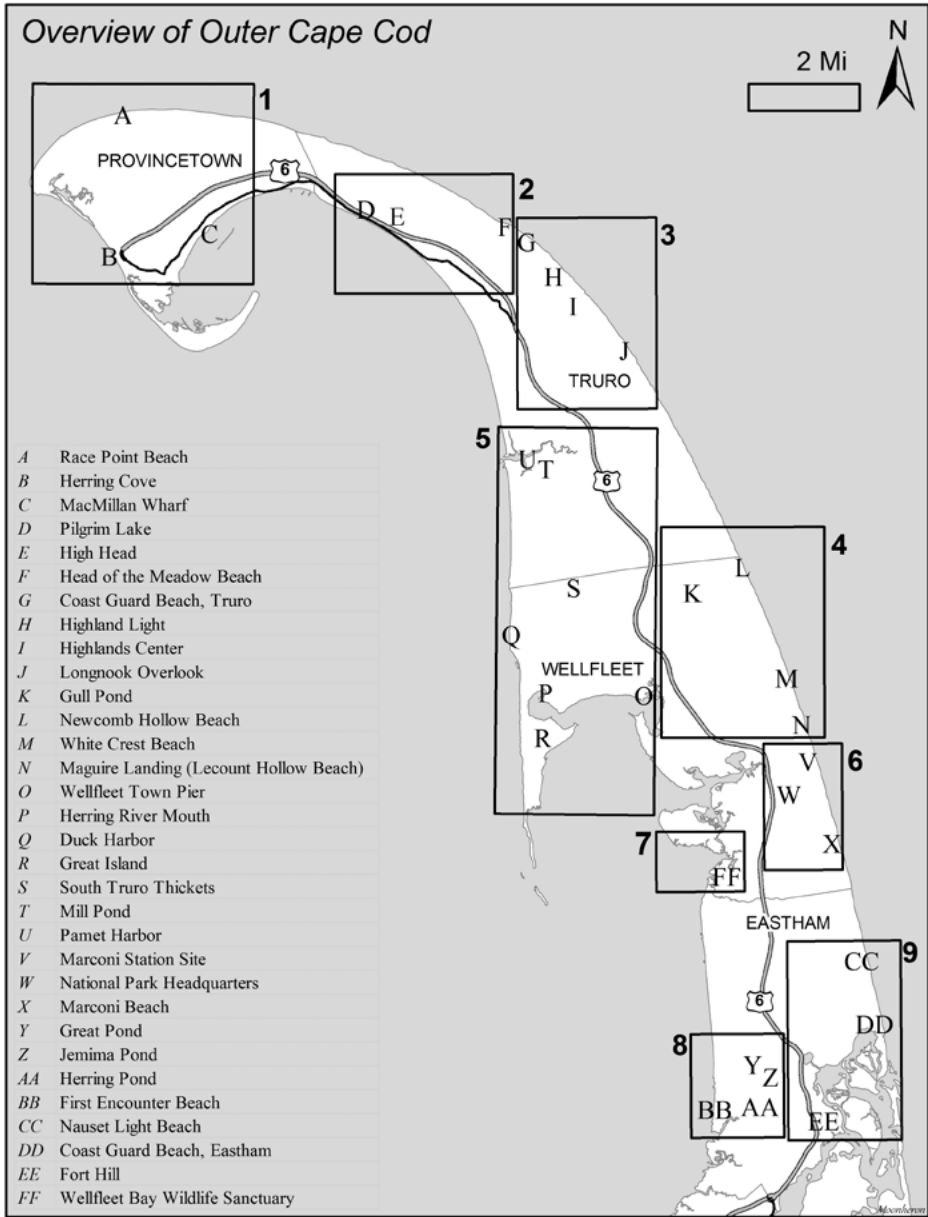 Overview of Outer Cape Cod
N
2 Mi
1
A
PROVINCETOWN
6
2
D
E
F
B
C
3
G
H
I
J
TRURO
5
U
T
6
4
L
K
S
Q
WELLFLEET
M
P
O
N
R
6
V
W
X
7
FF
EASTHAM
9
CC
6
DD
8
Y
Z
BB
AA
EE
A Race Point Beach
B Herring Cove
C MacMillan Wharf
D Pilgrim Lake
E High Head
F Head of the Meadow Beach
G Coast Guard Beach, Truro
H Highland Light
I Highlands Center
J Longnook Overlook
K Gull Pond
L Newcomb Hollow Beach
M White Crest Beach
N Maguire Landing (Lecount Hollow Beach)
O Wellfleet Town Pier
P Herring River Mouth
Q Duck Harbor
R Great Island
S South Truro Thickets
T Mill Pond
U Pamet Harbor
V Marconi Station Site
W National Park Headquarters
X Marconi Beach
Y Great Pond
Z Jemima Pond
AA Herring Pond
BB First Encounter Beach
CC Nauset Light Beach
DD Coast Guard Beach, Eastham
EE Fort Hill
FF Wellfleet Bay Wildlife Sanctuary
Moonheron